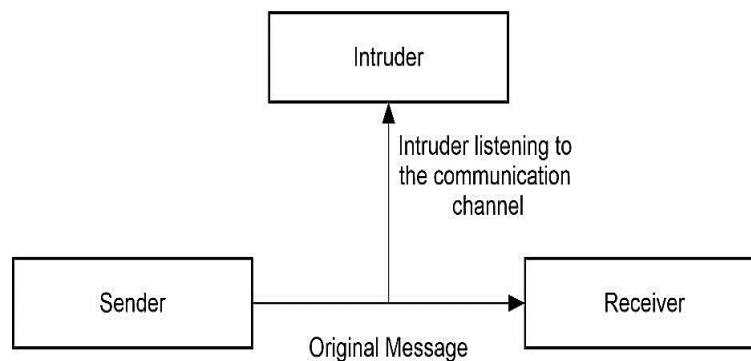 Intruder
Intruder listening to
the communication
channel
Sender
Receiver
Original Message